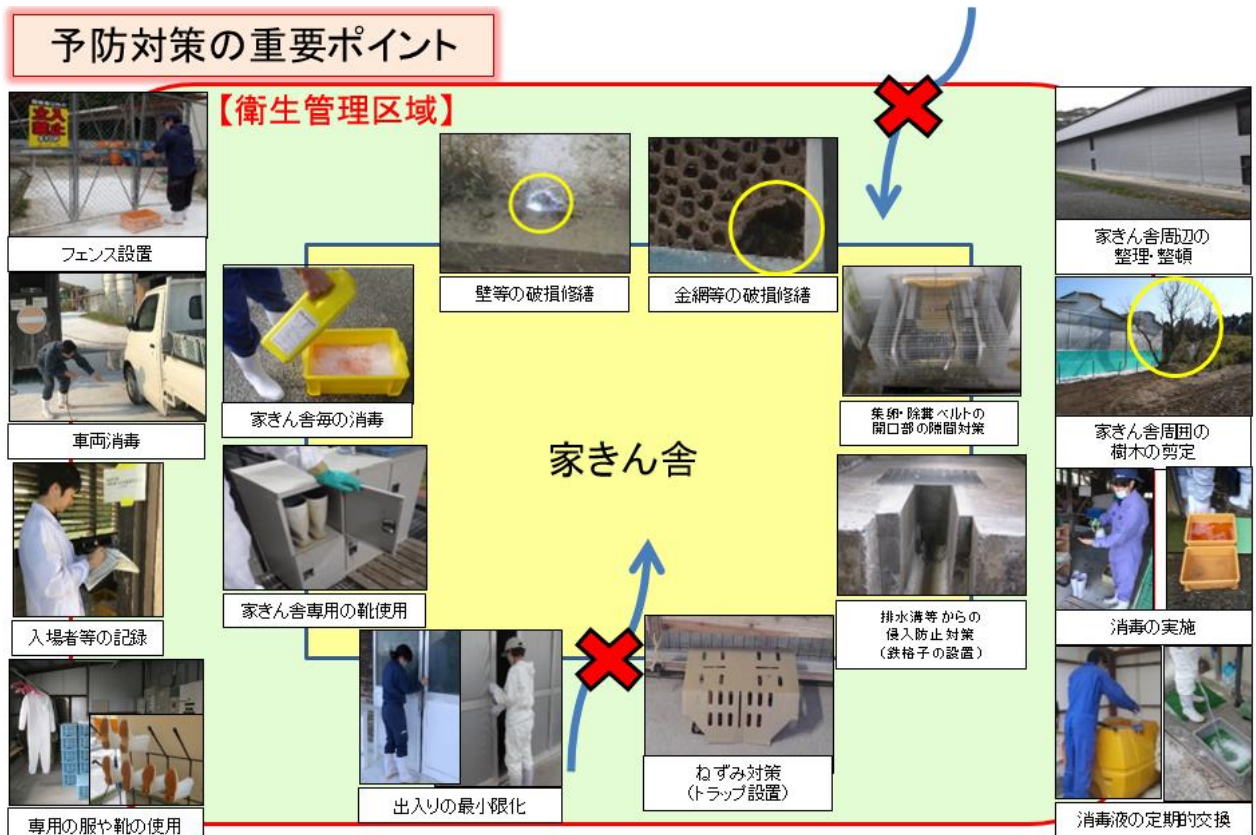 予防対策の重要ポイント
【衛生管理区域】
立入
禁止
フェンス設置
車両消毒
入場者等の記録
専用の服や靴の使用
壁等の破損修繕
金網等の破損修繕
家きん舎毎の消毒
家きん舎専用の靴使用
家きん舎
集卵・除糞ベルトの
開口部の隙間対策
排水溝等からの
侵入防止対策
（鉄格子の設置）
出入りの最小限化
ねずみ対策
（トラップ設置）
家きん舎周辺の
整理・整頓
家きん舎周囲の
樹木の剪定
消毒の実施
消毒液の定期的交換